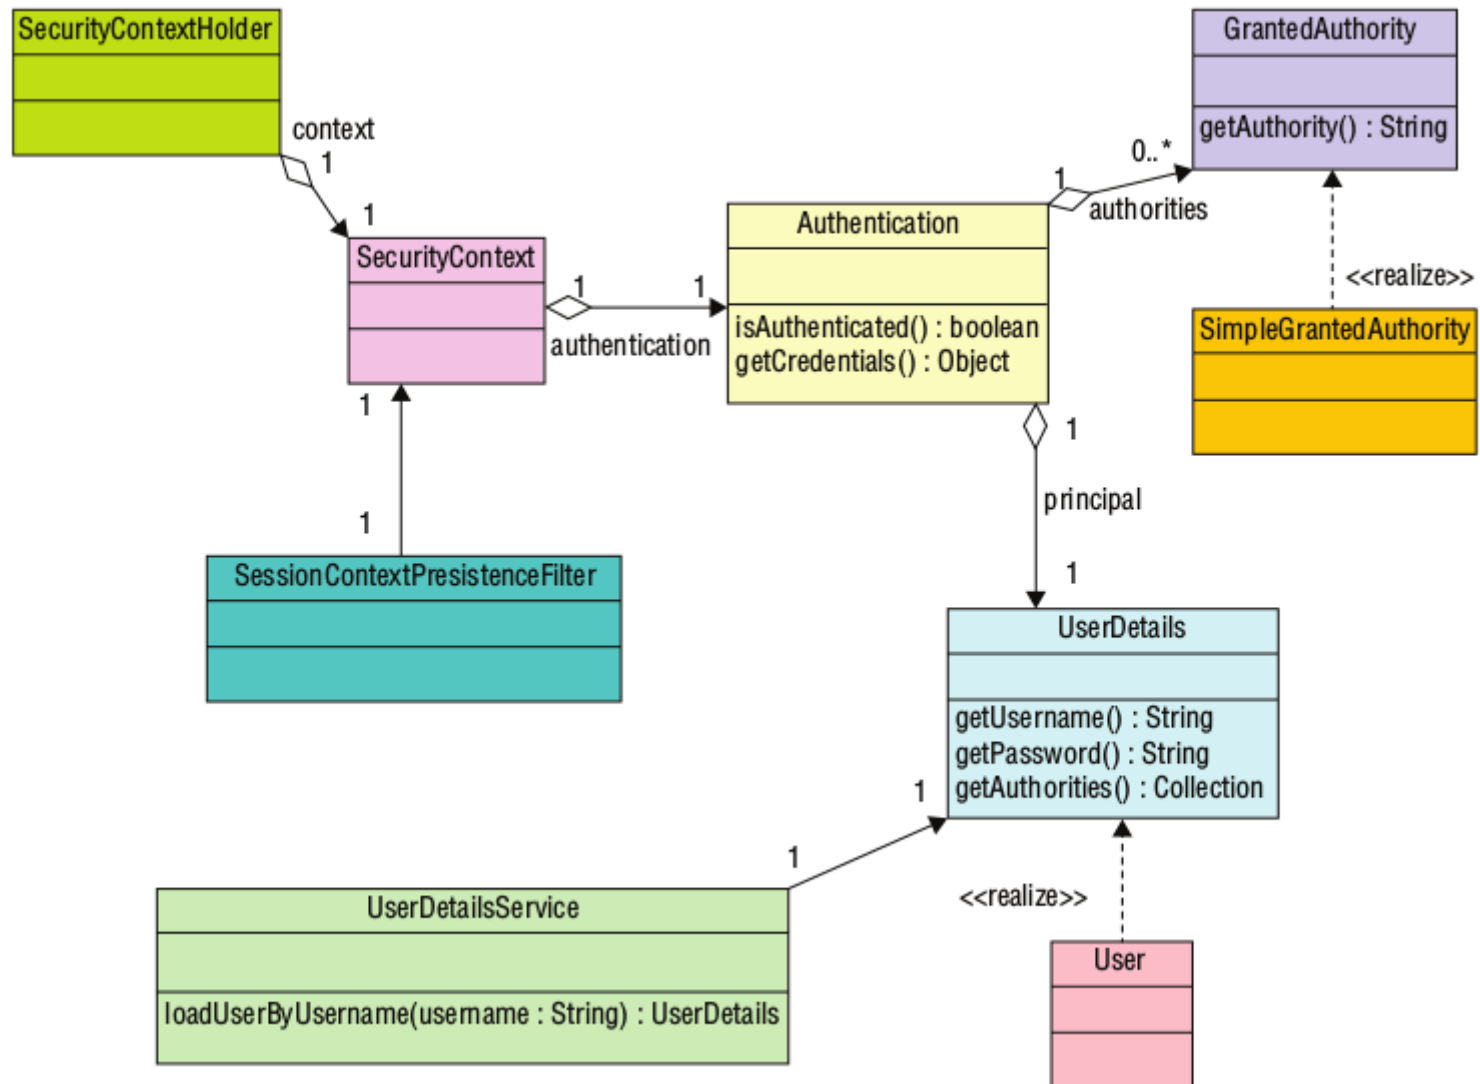 SecurityContextHolder
context
1
1
SecurityContext
1
1
authentication
Authentication
isAuthenticated() : boolean
getCredentials() : Object
1
0..*
authorities
GrantedAuthority
getAuthority() : String
<<realize>>
SimpleGrantedAuthority
1
1
SessionContextPresistenceFilter
1
principal
1
UserDetails
getUsername() : String
getPassword() : String
getAuthorities() : Collection
1
1
UserDetailsService
loadUserByUsername(username : String) : UserDetails
<<realize>>
User